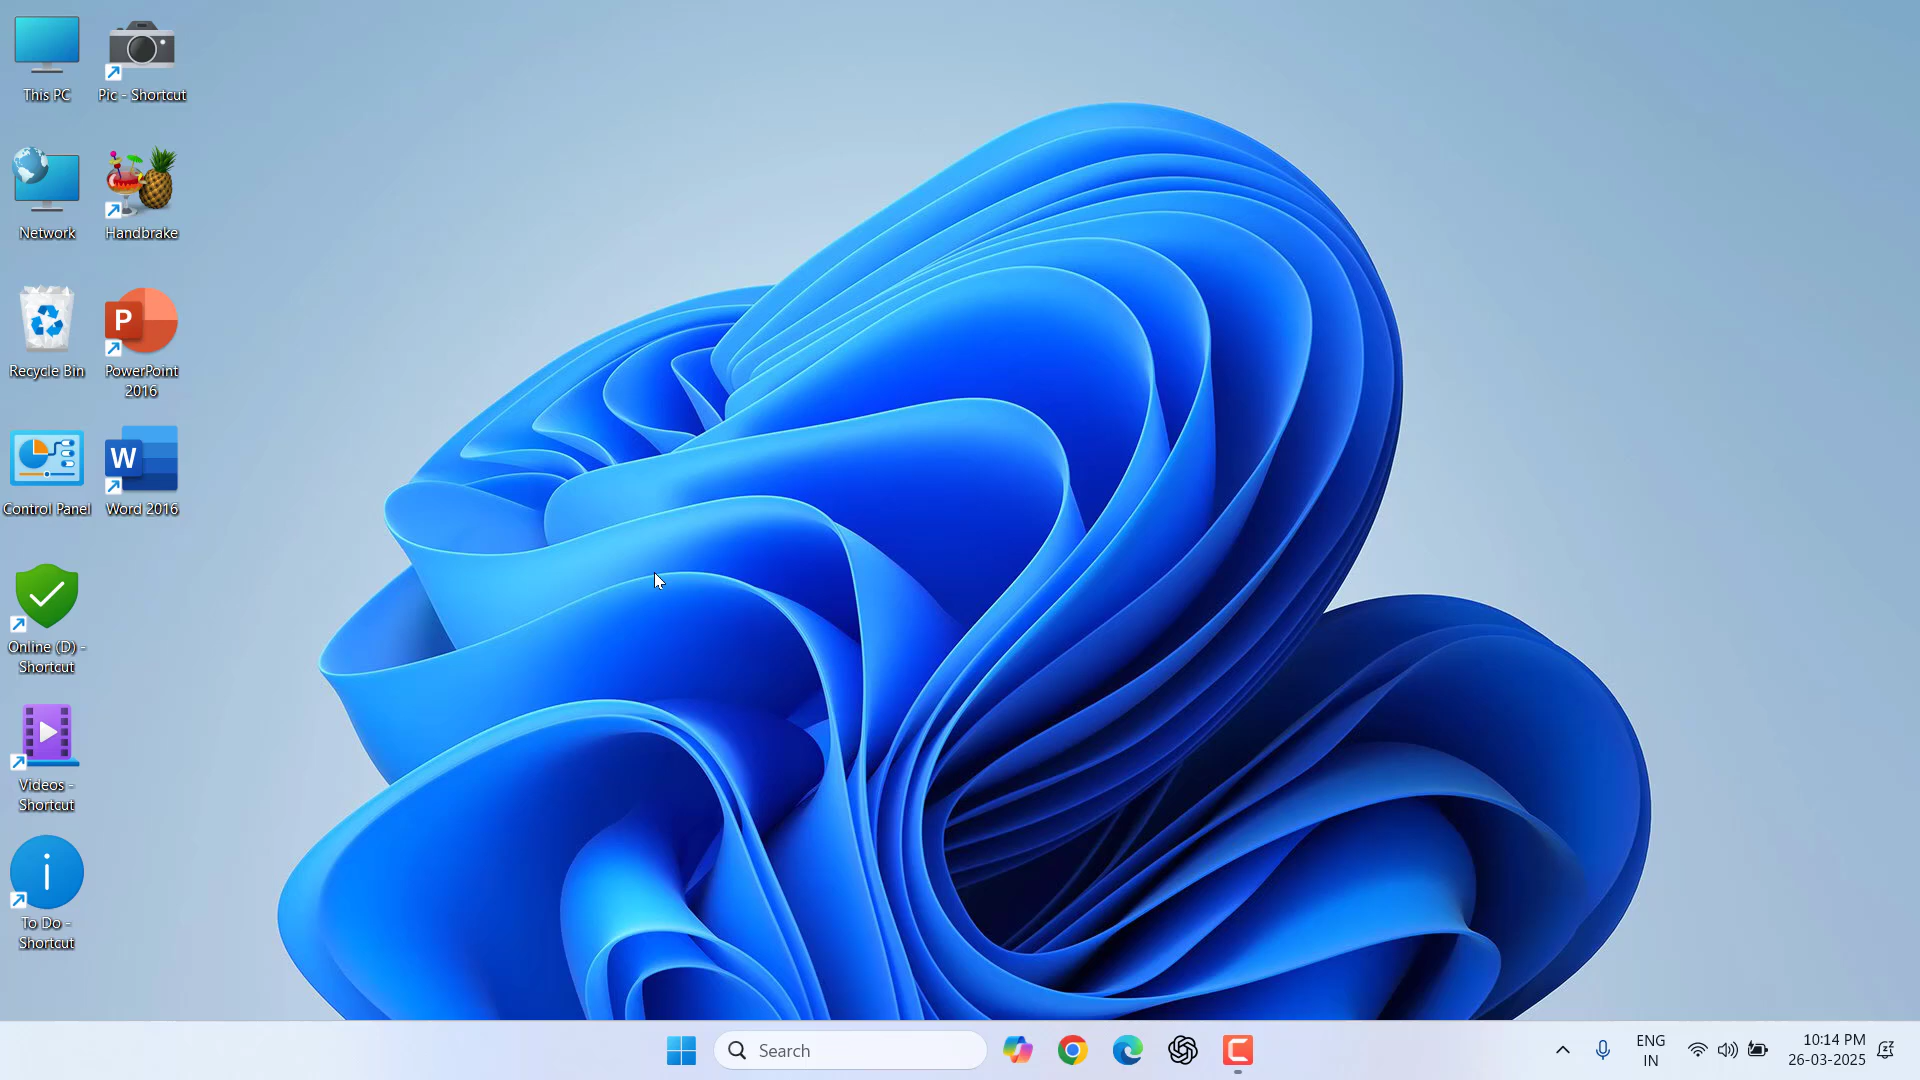 This PC
Pic - Shortcut
Network
Handbrake
Recycle Bin
P
PowerPoint
2016
Control Panel
W
Word 2016
Online (D) -
Shortcut
Videos -
Shortcut
i
To Do -
Shortcut
Search
ENG
IN
10:14 PM
26-03-2025